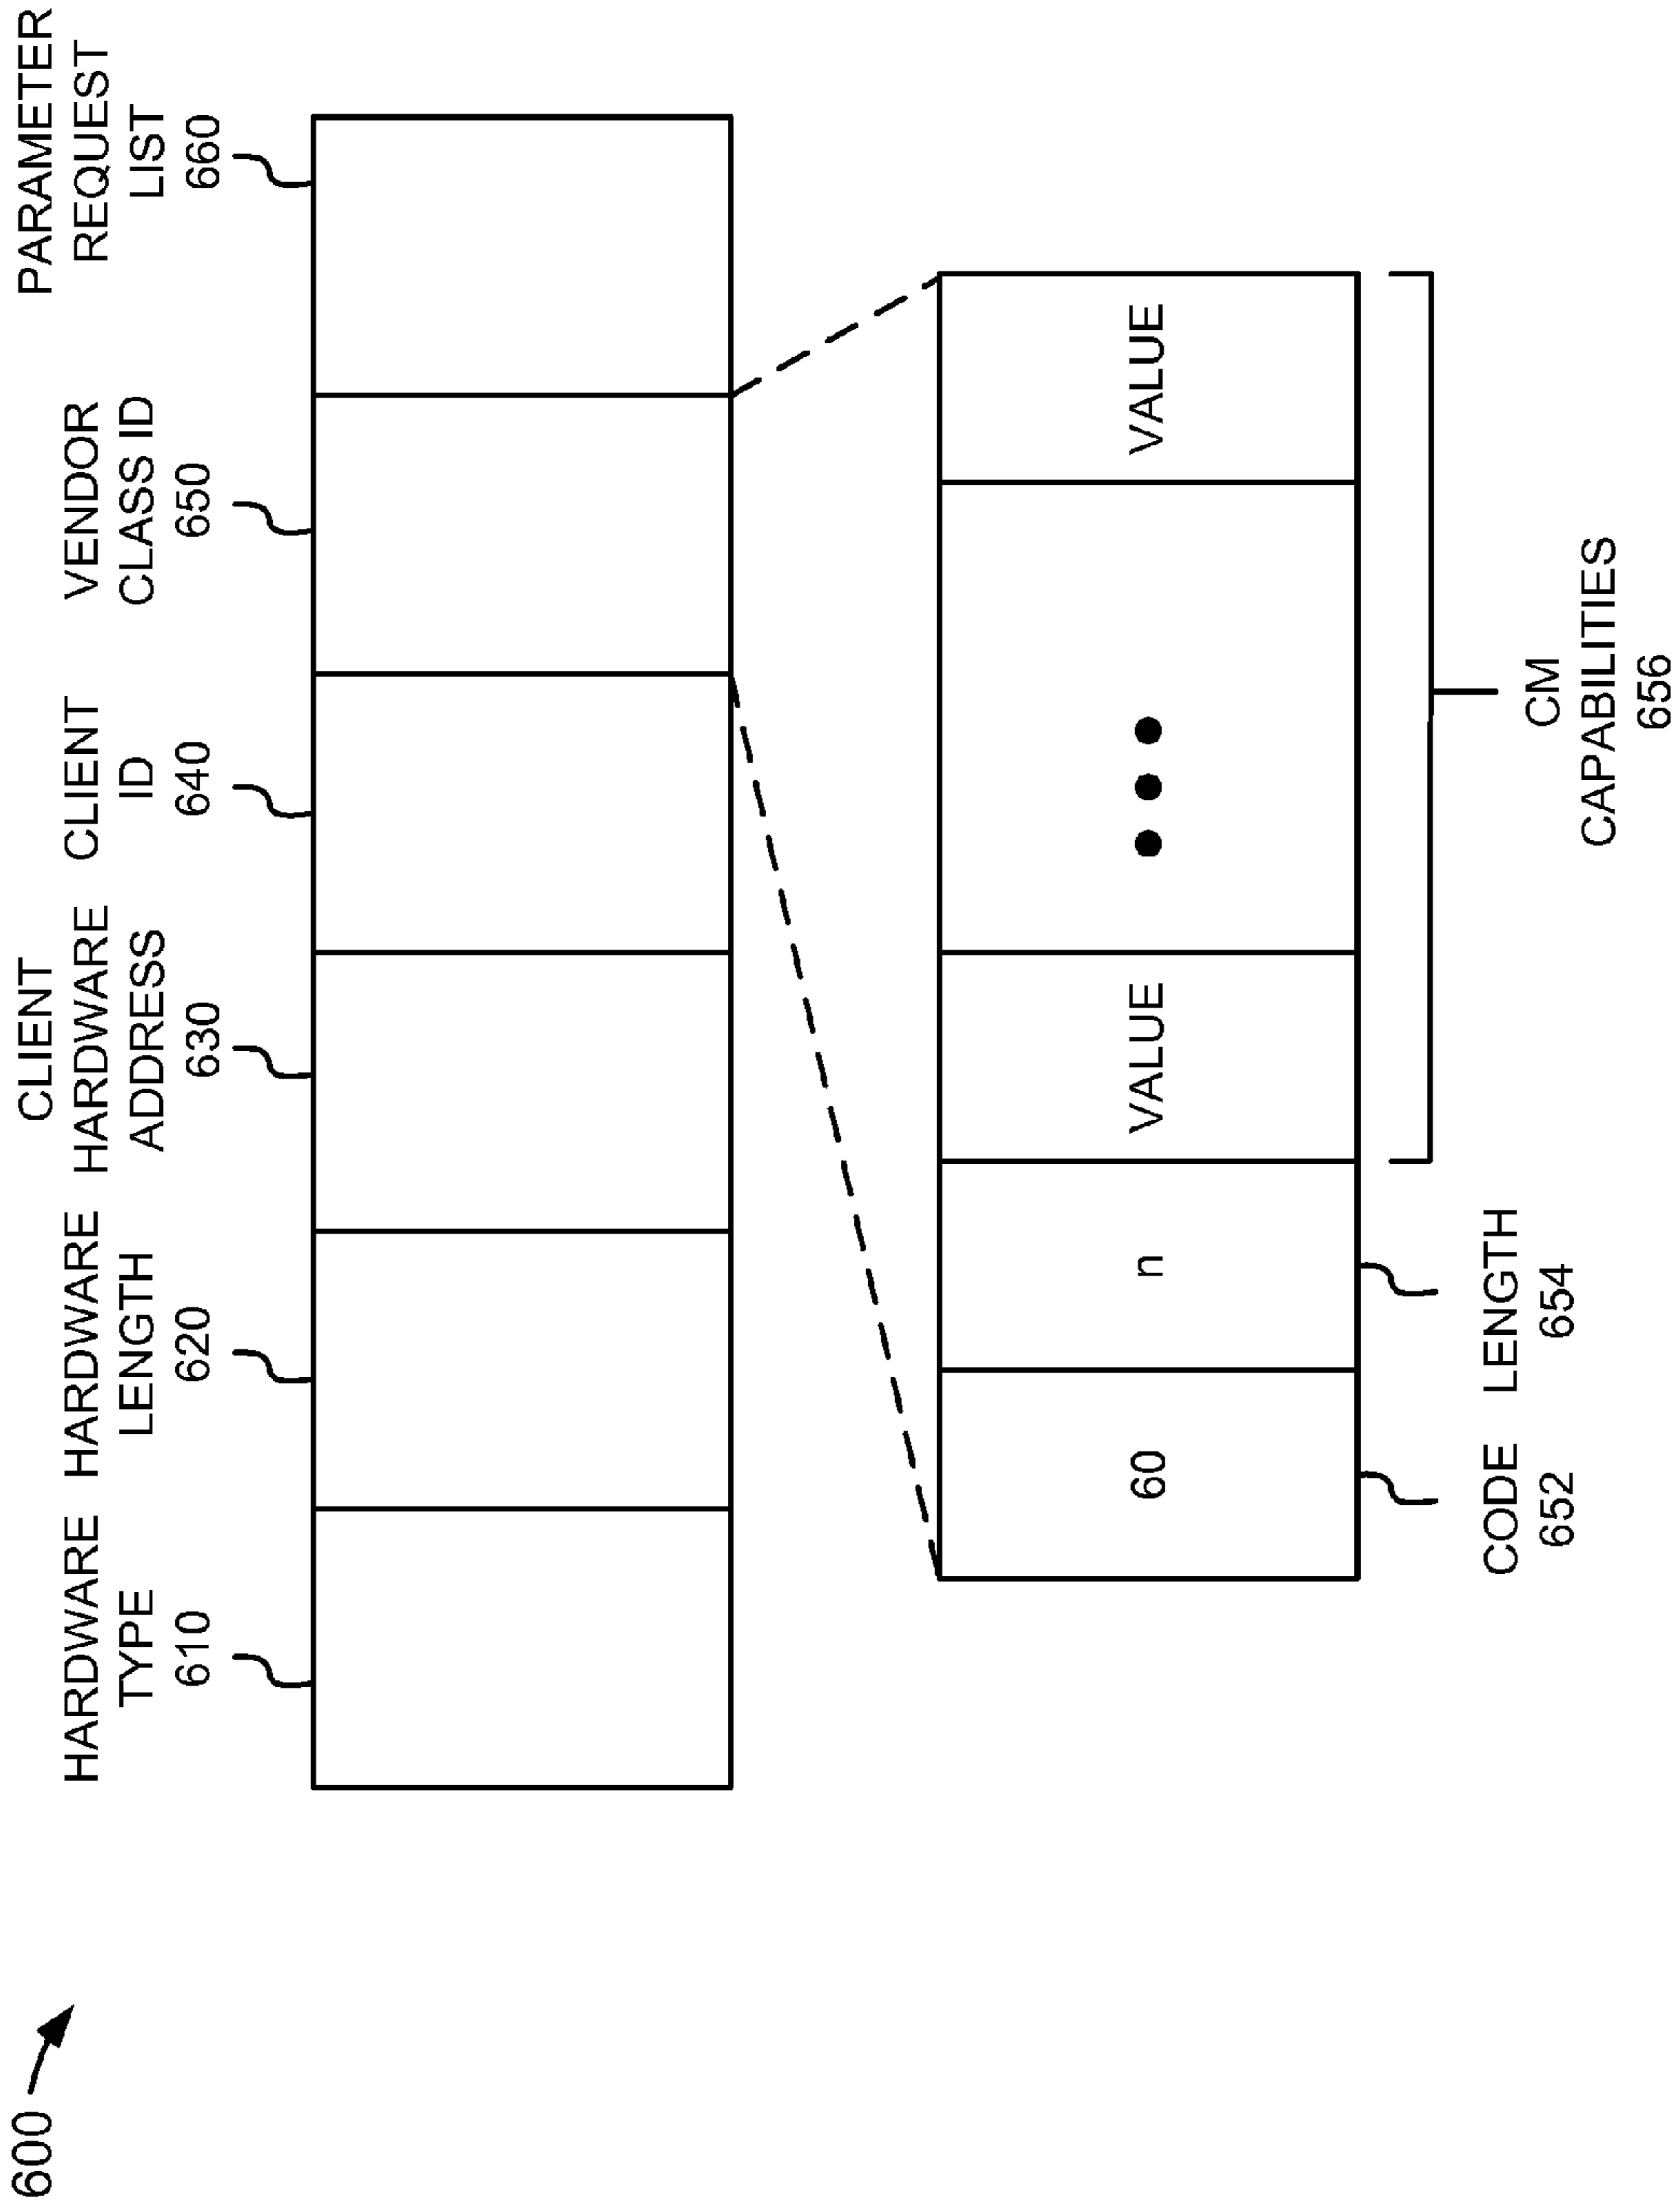 600
HARDWARE
TYPE
610
HARDWARE
LENGTH
620
CLIENT
HARDWARE
ADDRESS
630
CLIENT
ID
640
VENDOR
CLASS ID
650
PARAMETER
REQUEST
LIST
660
60
n
VALUE
VALUE
CODE
652
LENGTH
654
CM
CAPABILITIES
656